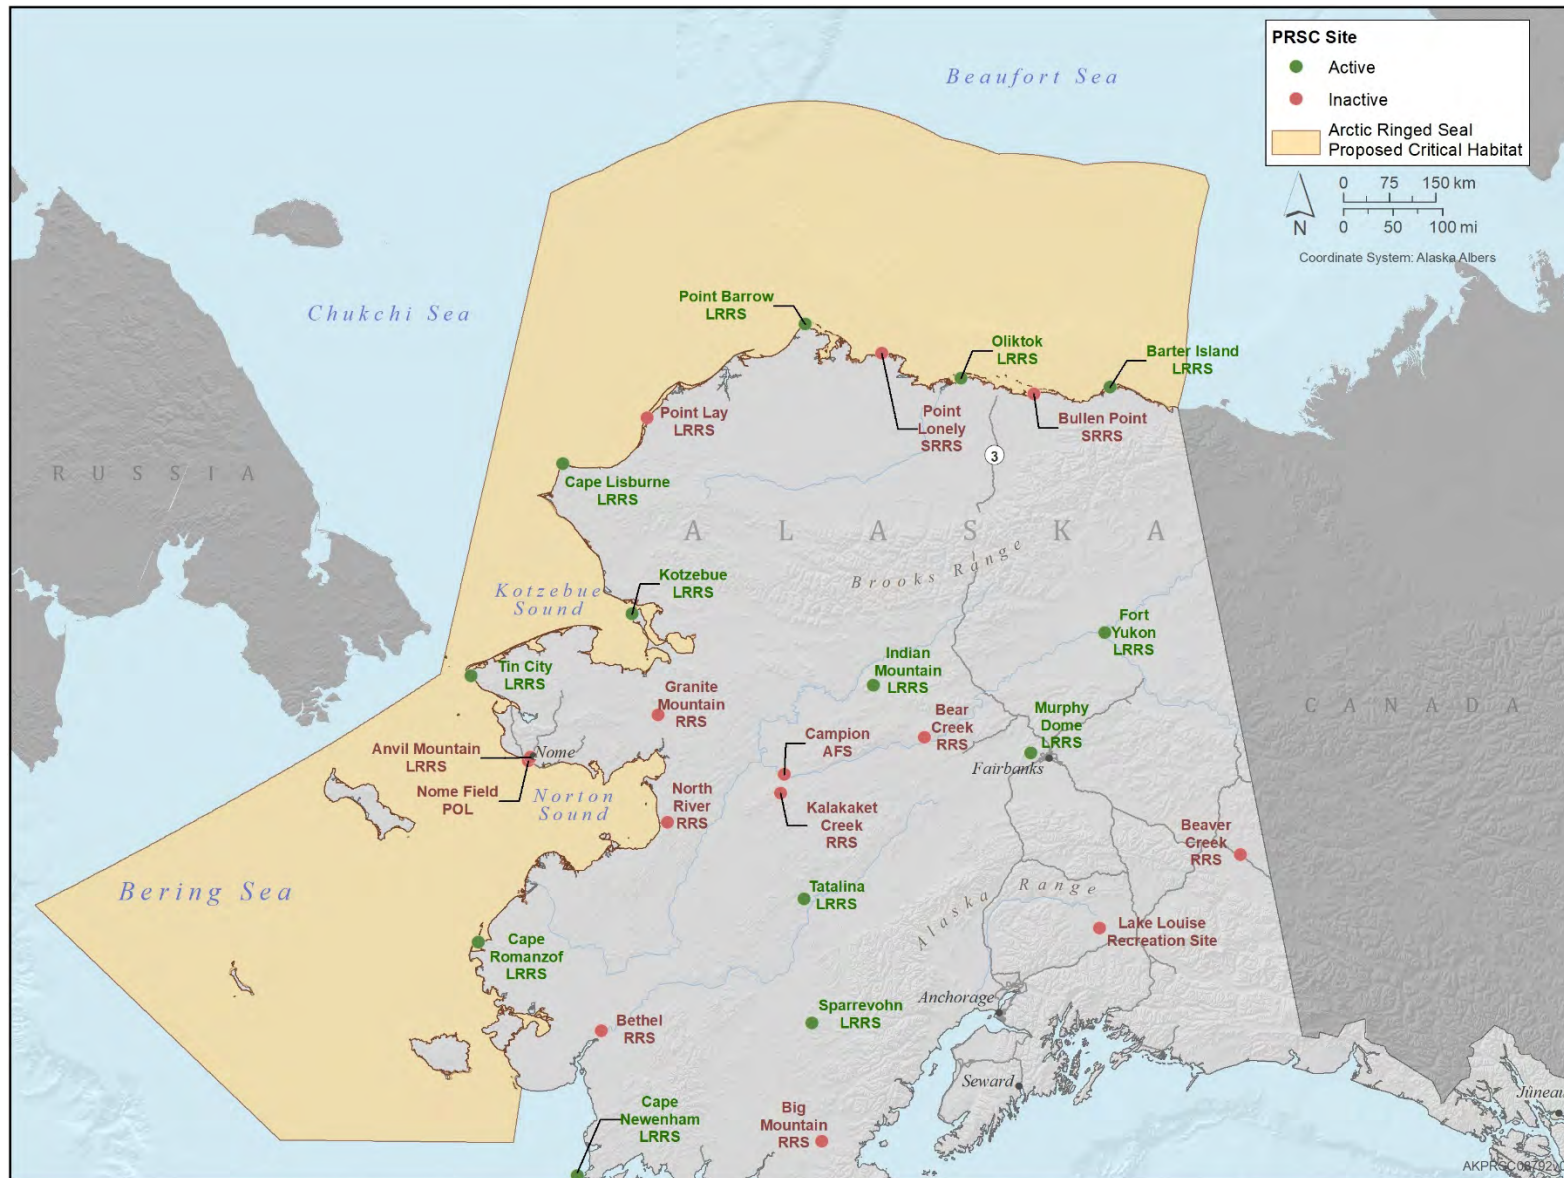 PRSC Site
Active
Inactive
Arctic Ringed Seal
Proposed Critical Habitat
0 75 150 km
0 50 100 mi
N
Coordinate System: Alaska Albers
Beaufort Sea
Chukchi Sea
Point Barrow
LRRS
Oliktok
LRRS
Barter Island
LRRS
Point Lay
LRRS
Point
Lonely
SRRS
Bullen Point
SRRS
3
RUSSIA
Cape Lisburne
LRRS
ALASKA
Brooks Range
Kotzebue
LRRS
Kotzebue
Sound
Fort
Yukon
LRRS
Tin City
LRRS
Granite
Mountain
RRS
Indian
Mountain
LRRS
Bear
Creek
RRS
Murphy
Dome
LRRS
CANADA
Campion
AFS
Anvil Mountain
LRRS
Nome
Fairbanks
Nome Field
POL
Norton
Sound
North
River
RRS
Kalakaket
Creek
RRS
Beaver
Creek
RRS
Bering Sea
Tatalina
LRRS
Alaska Range
Lake Louise
Recreation Site
Cape
Romanzof
LRRS
Anchorage
Sparrevohn
LRRS
Bethel
RRS
Seward
Juneau
Cape
Newenham
LRRS
Big
Mountain
RRS